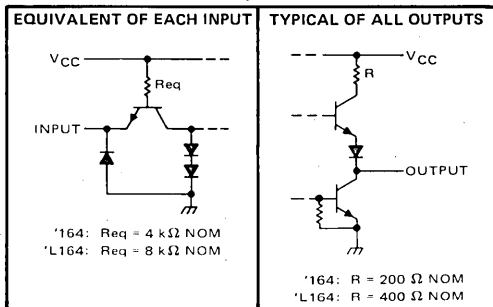 EQUIVALENT OF EACH INPUT
VCC
Req
INPUT
'164: Req = 4 kΩ NOM
'L164: Req = 8 kΩ NOM
TYPICAL OF ALL OUTPUTS
VCC
R
OUTPUT
'164: R = 200 Ω NOM
'L164: R = 400 Ω NOM